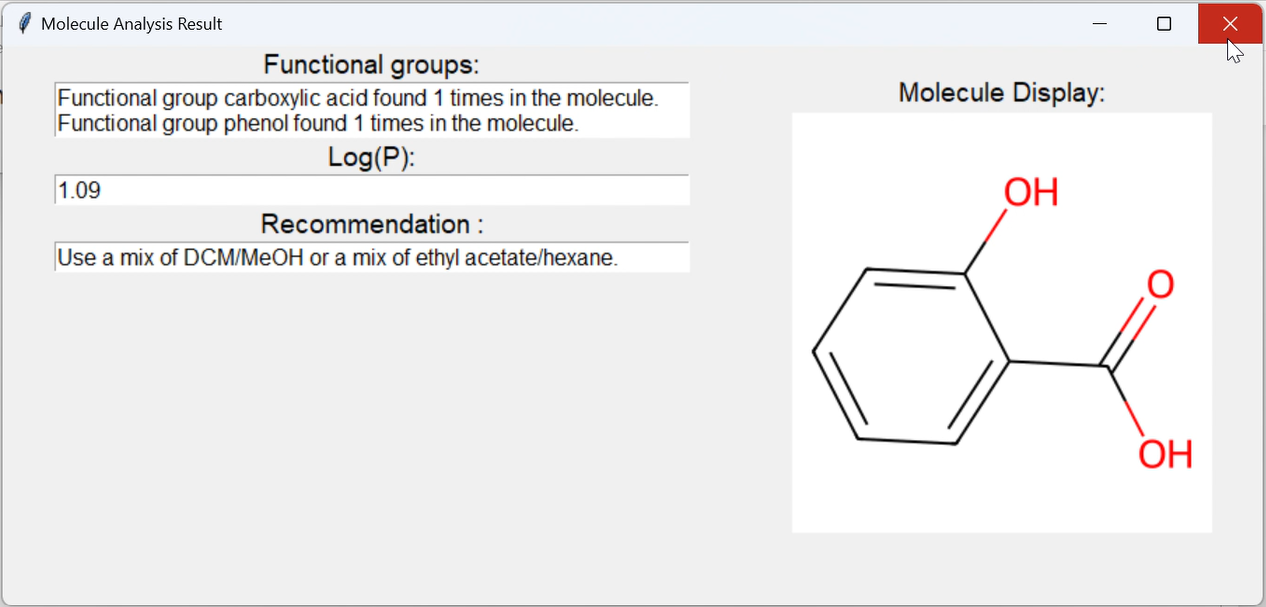 Molecule Analysis Result
Functional groups:
Functional group carboxylic acid found 1 times in the molecule.
Functional group phenol found 1 times in the molecule.
Log(P):
1.09
Recommendation :
Use a mix of DCM/MeOH or a mix of ethyl acetate/hexane.
Molecule Display:
OH
O
OH